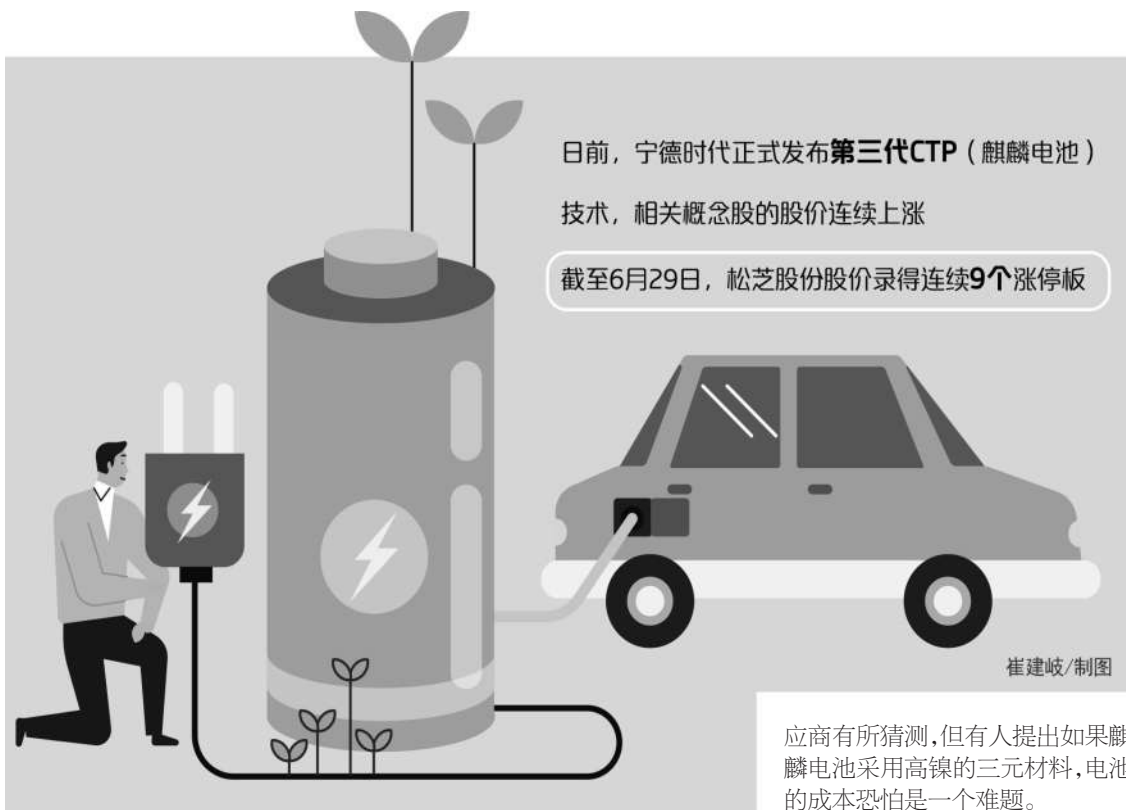 日前，宁德时代正式发布第三代CTP（麒麟电池）
技术，相关概念股的股价连续上涨
截至6月29日，松芝股份股价录得连续9个涨停板
崔建岐/制图
应商有所猜测，但有人提出如果麒
麟电池采用高镍的三元材料，电池
的成本恐怕是一个难题。